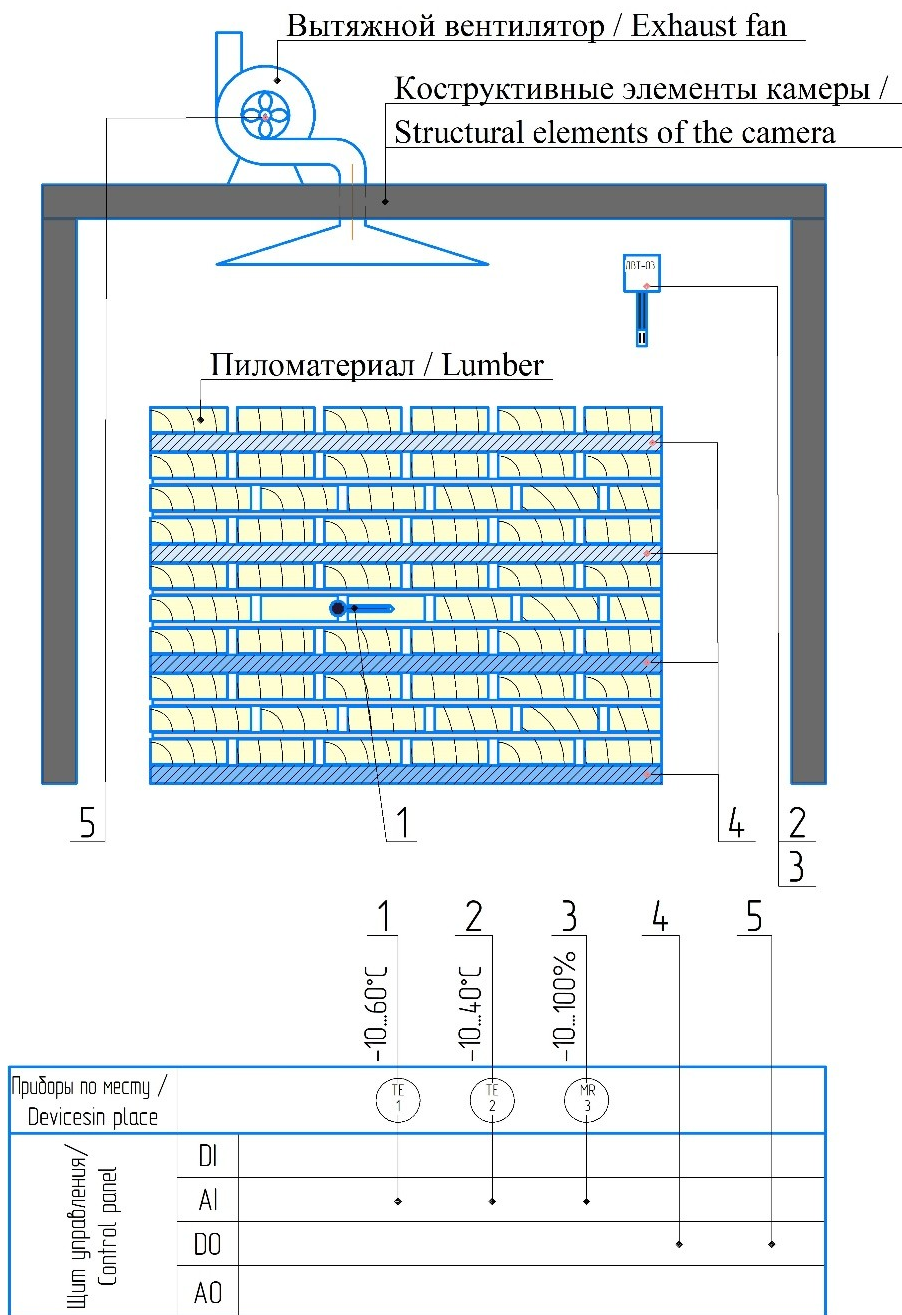 Вытяжной вентилятор / Exhaust fan
Коструктивные элементы камеры /
Structural elements of the camera
ДВТ-03
Пиломатериал / Lumber
5
1
4
2
3
1
2
3
4
5
-10...60°C
-10...40°C
-10...100%
Приборы по месту /
Devicesin place
TE
1
TE
2
MR
3
Щит управления/
Control panel
DI
AI
DO
AO